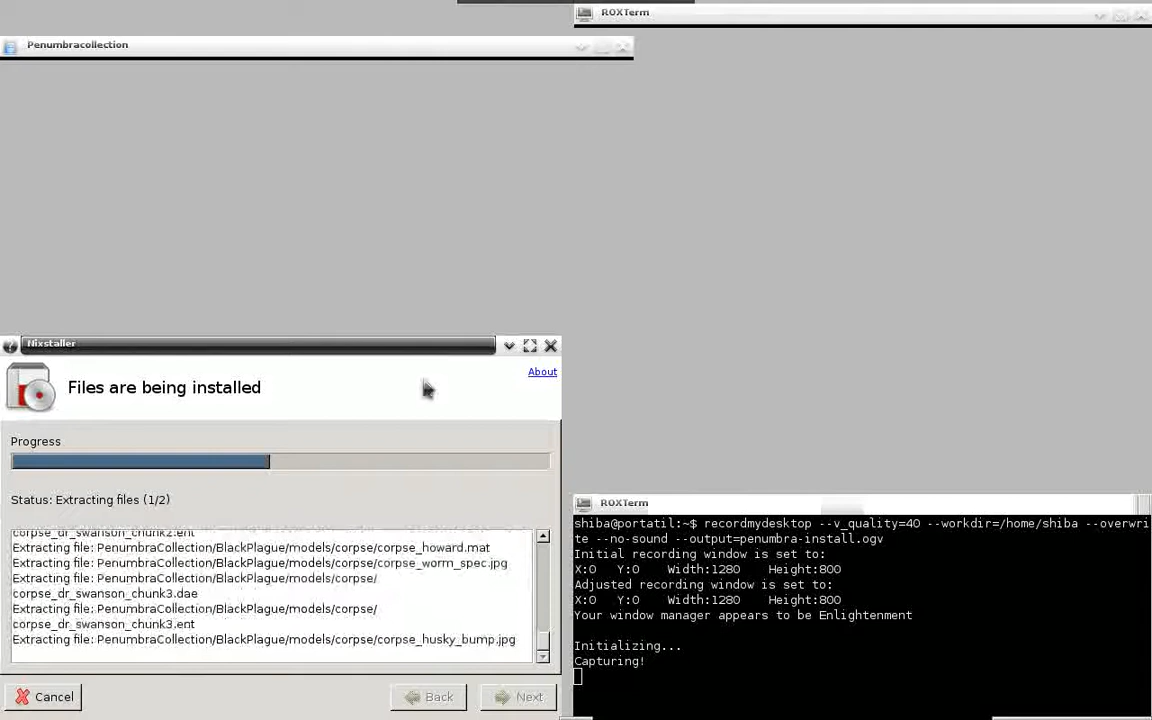 ROXTerm
Penumbracollection
Nixstaller
About
Files are being installed
Progress
Status: Extracting files (1/2)
corpse_dr_swanson_chunk2.ent
Extracting file: PenumbraCollection/BlackPlague/models/corpse/corpse_howard.mat
Extracting file: PenumbraCollection/BlackPlague/models/corpse/corpse_worm_spec.jpg
Extracting file: PenumbraCollection/BlackPlague/models/corpse/
corpse_dr_swanson_chunk3.dae
Extracting file: PenumbraCollection/BlackPlague/models/corpse/
corpse_dr_swanson_chunk3.ent
Extracting file: PenumbraCollection/BlackPlague/models/corpse/corpse_husky_bump.jpg
Cancel
Back
Next
ROXTerm
shiba@portatil:~$ recordmydesktop --v_quality=40 --workdir=/home/shiba --overwri
te --no-sound --output=penumbra-install.ogv
Initial recording window is set to:
X:0   Y:0   Width:1280    Height:800
Adjusted recording window is set to:
X:0   Y:0   Width:1280    Height:800
Your window manager appears to be Enlightenment
Initializing...
Capturing!